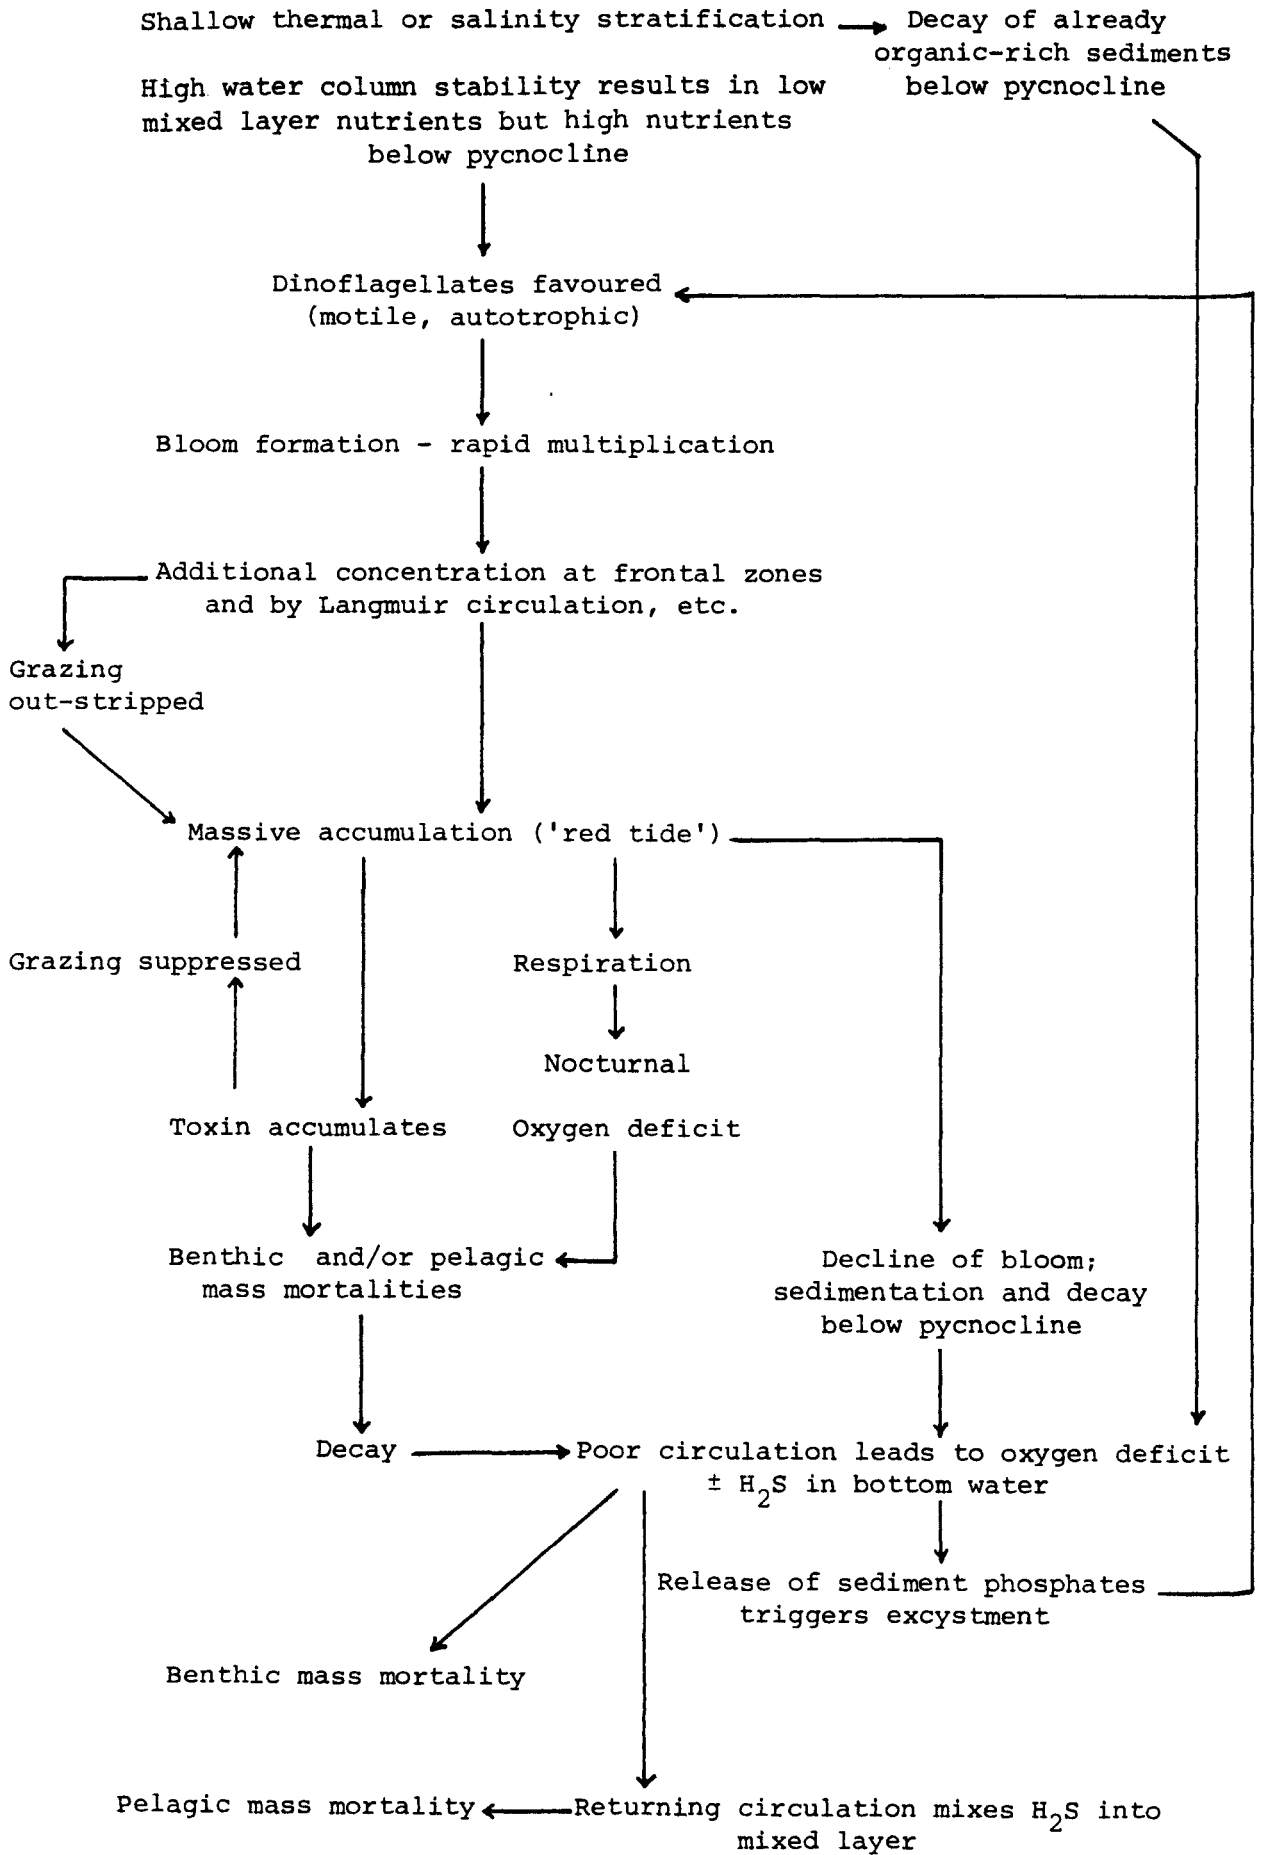 Shallow thermal or salinity stratification
Decay of already
organic-rich sediments
below pycnocline
High water column stability results in low
mixed layer nutrients but high nutrients
below pycnocline
Dinoflagellates favoured
(motile, autotrophic)
Bloom formation - rapid multiplication
Additional concentration at frontal zones
and by Langmuir circulation, etc.
Grazing
out-stripped
Massive accumulation ('red tide')
Grazing suppressed
Respiration
Nocturnal
Toxin accumulates
Oxygen deficit
Benthic and/or pelagic
mass mortalities
Decline of bloom;
sedimentation and decay
below pycnocline
Decay
Poor circulation leads to oxygen deficit
± H₂S in bottom water
Release of sediment phosphates
triggers excystment
Benthic mass mortality
Pelagic mass mortality
Returning circulation mixes H₂S into
mixed layer